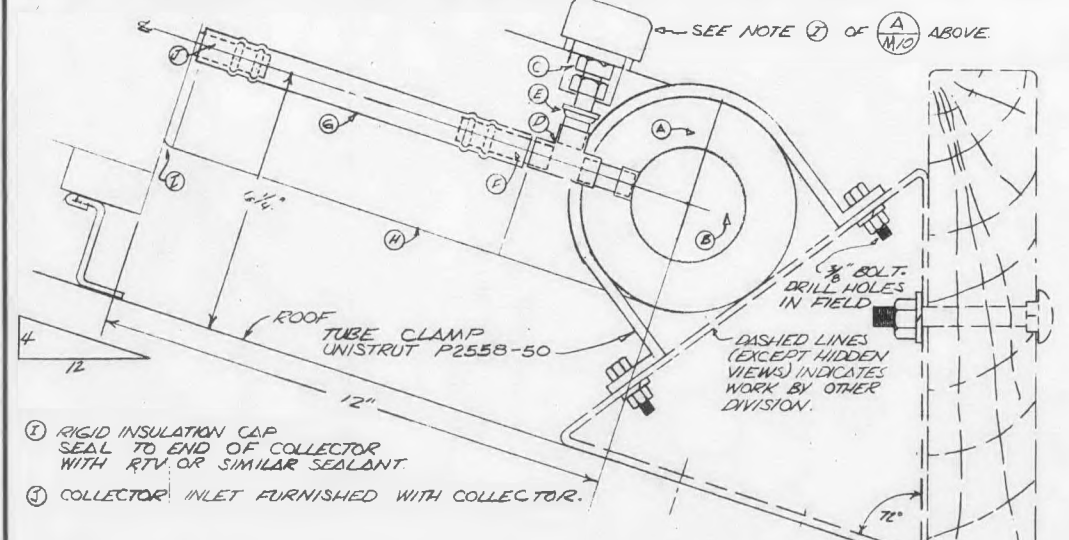 SEE NOTE Ⓘ OF A/M10 ABOVE.
C
J
E
D
G
A
F
I
6 1/4"
H
B
3/8" BOLT.
DRILL HOLES
IN FIELD
ROOF
TUBE CLAMP
UNISTRUT P2558-50
4
12
DASHED LINES
(EXCEPT HIDDEN
VIEWS) INDICATES
WORK BY OTHER
DIVISION.
12"
Ⓘ RIGID INSULATION CAP
SEAL TO END OF COLLECTOR
WITH RTV OR SIMILAR SEALANT.
Ⓙ COLLECTOR INLET FURNISHED WITH COLLECTOR.
72°